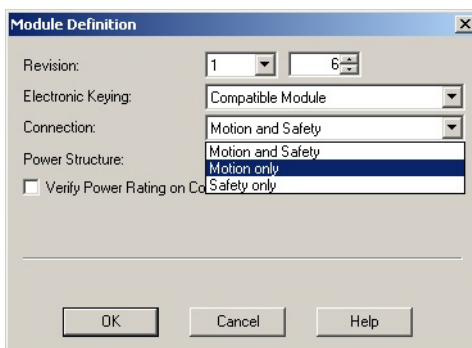 Module Definition
Revision: 1 6
Electronic Keying: Compatible Module
Connection: Motion and Safety
Motion and Safety
Power Structure:
Motion only
Verify Power Rating on Co
Safety only
OK Cancel Help